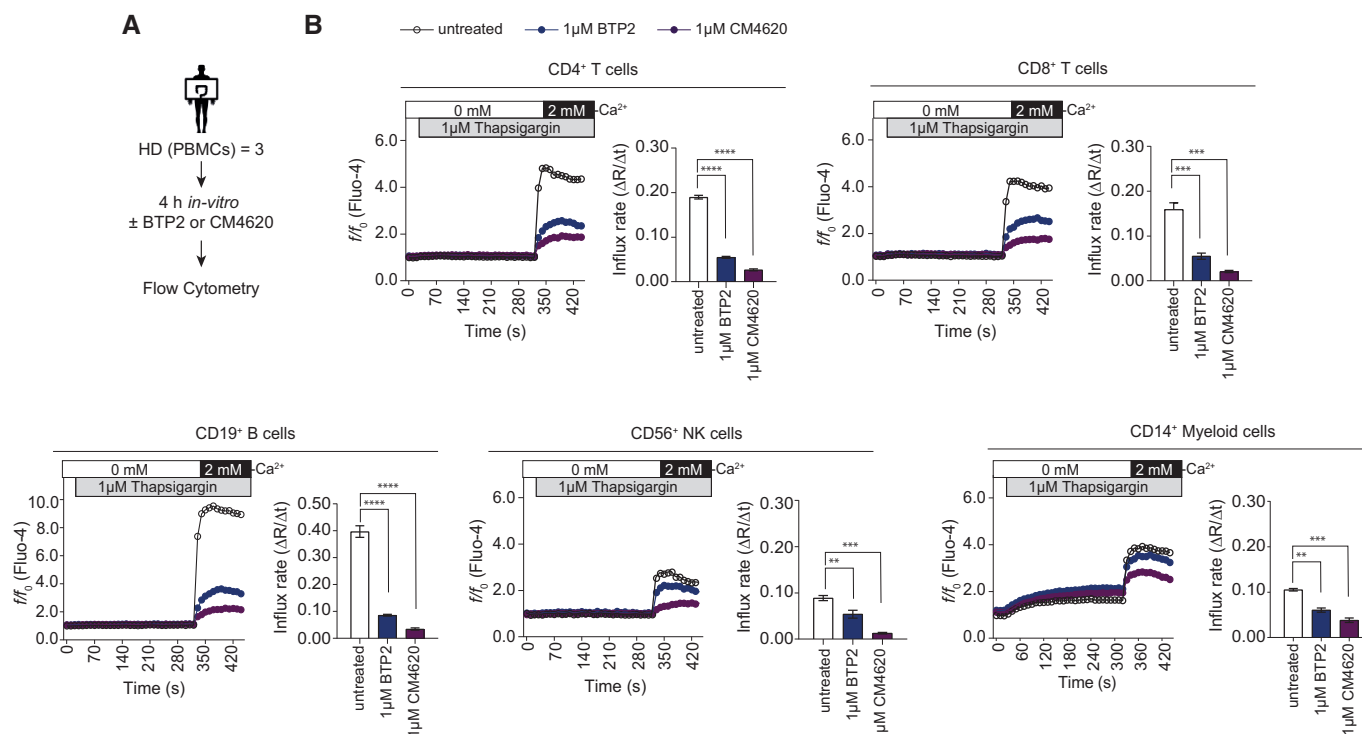 A
HD (PBMCs) = 3
4 h in-vitro
± BTP2 or CM4620
Flow Cytometry
B
untreated 1μM BTP2 1μM CM4620
CD4⁺ T cells
0 mM 2 mM Ca²⁺
1μM Thapsigargin
f/f₀ (Fluo-4)
6.0
4.0
2.0
0.0
0 70 140 210 280 350 420
Time (s)
Influx rate (ΔR/Δt)
0.30
0.20
0.10
0.00
**** ****
untreated
1μM BTP2
1μM CM4620
CD8⁺ T cells
0 mM 2 mM Ca²⁺
1μM Thapsigargin
f/f₀ (Fluo-4)
6.0
4.0
2.0
0.0
0 70 140 210 280 350 420
Time (s)
Influx rate (ΔR/Δt)
0.30
0.20
0.10
0.00
*** ***
untreated
1μM BTP2
1μM CM4620
CD19⁺ B cells
0 mM 2 mM Ca²⁺
1μM Thapsigargin
f/f₀ (Fluo-4)
10.0
8.0
6.0
4.0
2.0
0.0
0 70 140 210 280 350 420
Time (s)
Influx rate (ΔR/Δt)
0.50
0.40
0.30
0.20
0.10
0.00
**** ****
untreated
1μM BTP2
1μM CM4620
CD56⁺ NK cells
0 mM 2 mM Ca²⁺
1μM Thapsigargin
f/f₀ (Fluo-4)
6.0
4.0
2.0
0.0
0 70 140 210 280 350 420
Time (s)
Influx rate (ΔR/Δt)
0.30
0.20
0.10
0.00
** ***
untreated
1μM BTP2
μM CM4620
CD14⁺ Myeloid cells
0 mM 2 mM Ca²⁺
1μM Thapsigargin
f/f₀ (Fluo-4)
6.0
4.0
2.0
0.0
0 60 120 180 240 300 360 420
Time (s)
Influx rate (ΔR/Δt)
0.30
0.20
0.10
0.00
** ***
untreated
1μM BTP2
1μM CM4620